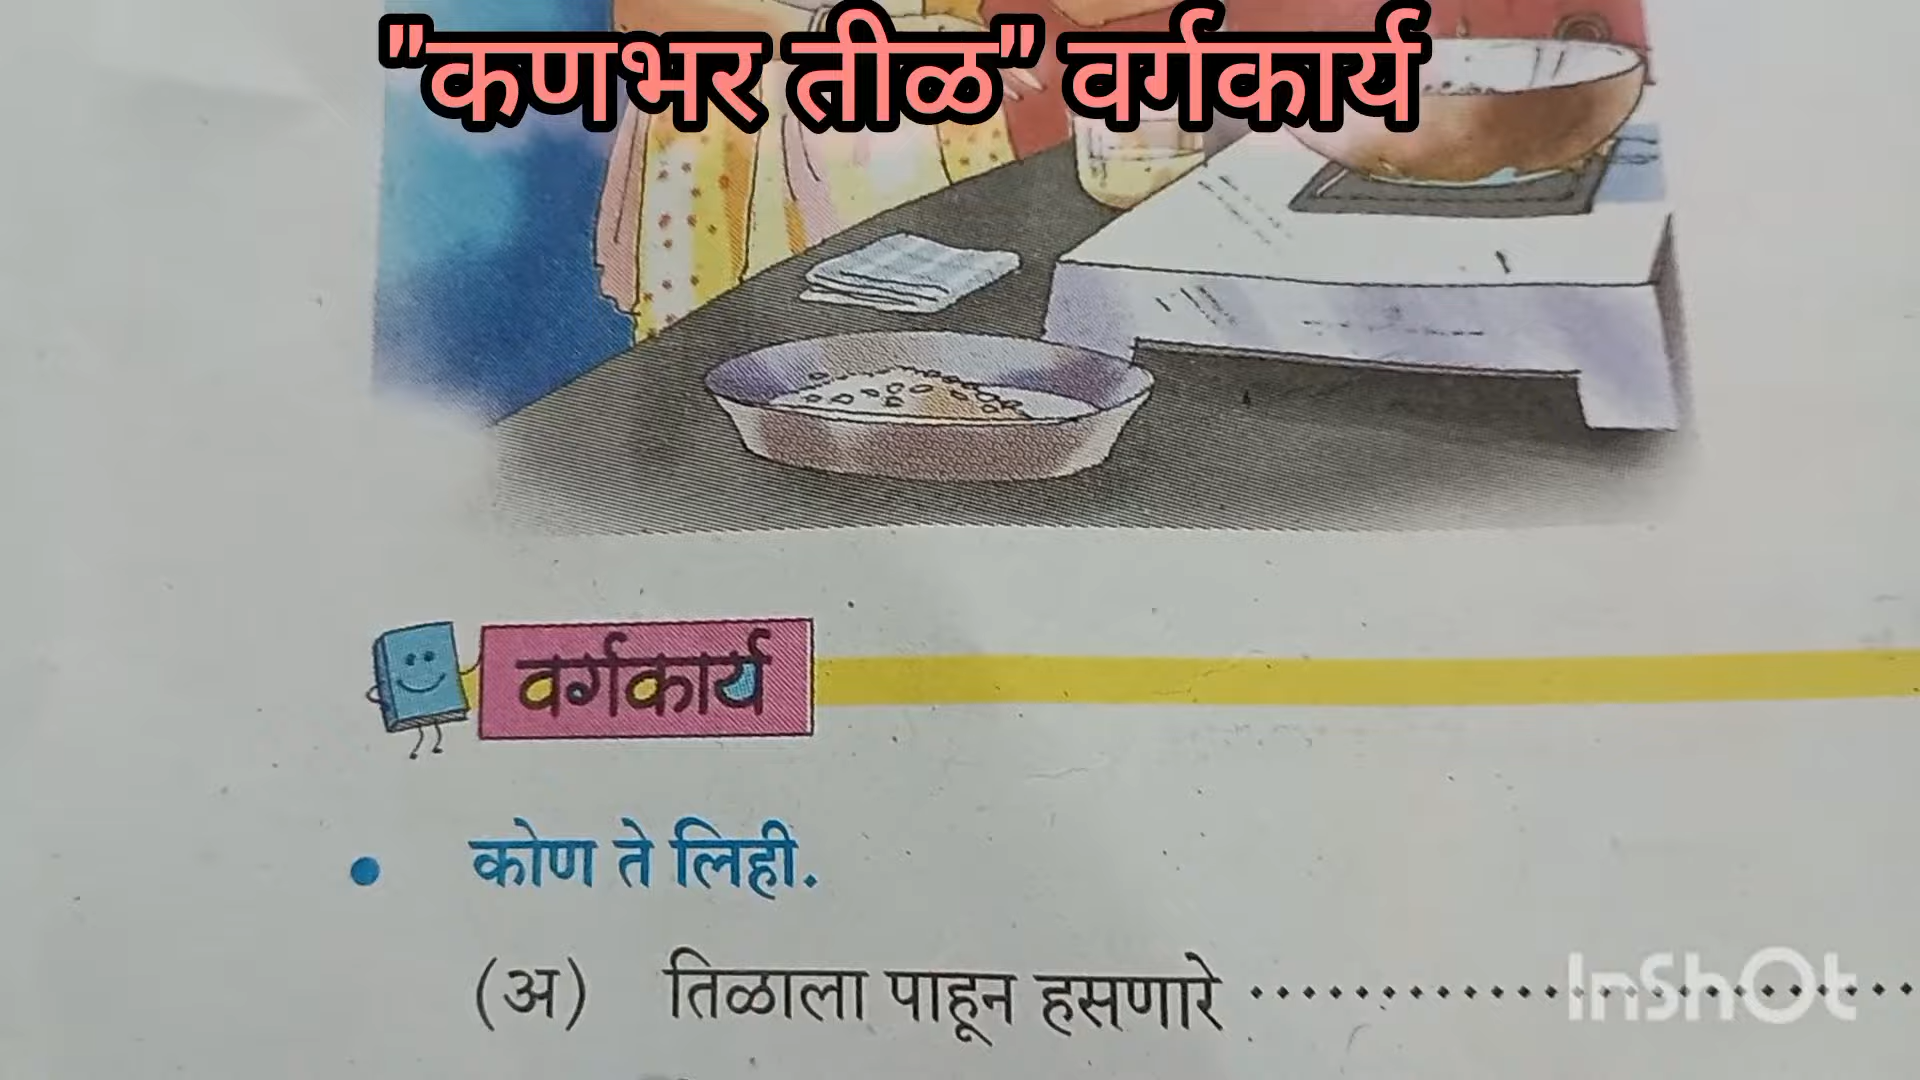 "कणभर तीळ" वर्गकार्य
वर्गकार्य
• कोण ते लिही.
(अ) तिळाला पाहून हसणारे ..........................
InShOt